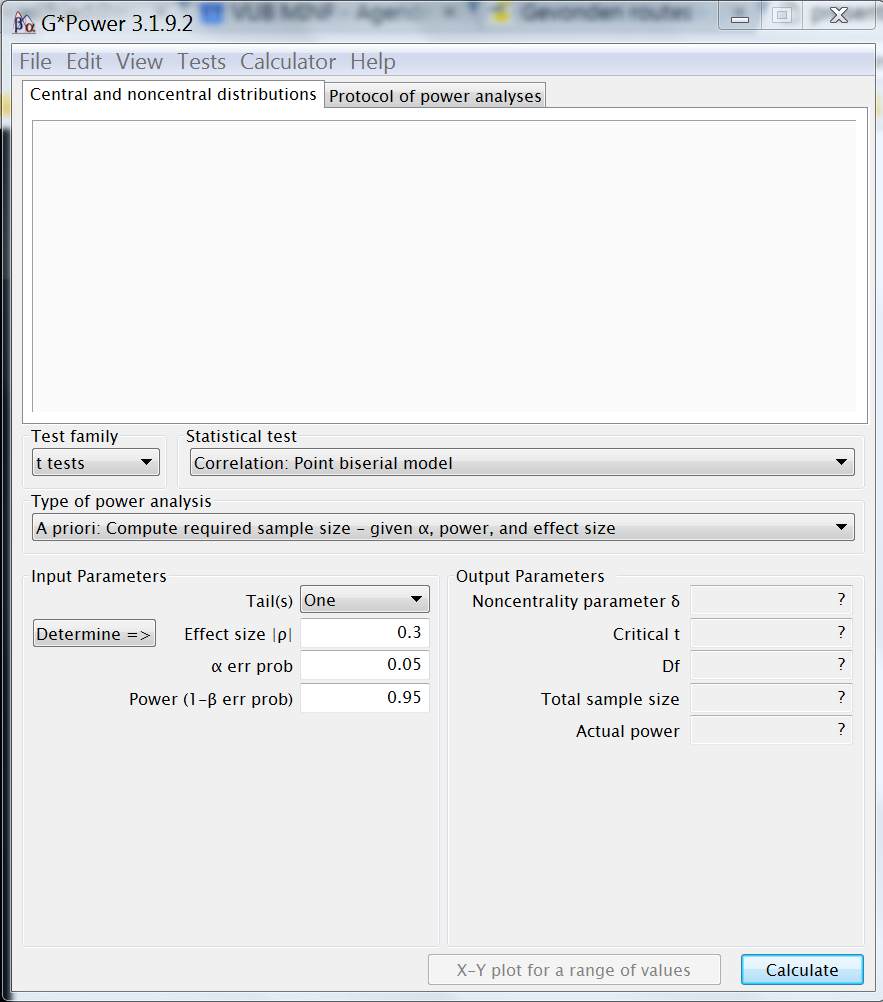 VUB MINF - Agend
Gevonden routes
G*Power 3.1.9.2
File Edit View Tests Calculator Help
Central and noncentral distributions Protocol of power analyses
Test family Statistical test
t tests Correlation: Point biserial model
Type of power analysis
A priori: Compute required sample size - given α, power, and effect size
Input Parameters Output Parameters
Tail(s) One Noncentrality parameter δ ?
Determine => Effect size |ρ| 0.3 Critical t ?
α err prob 0.05 Df ?
Power (1-β err prob) 0.95 Total sample size ?
Actual power ?
X-Y plot for a range of values Calculate